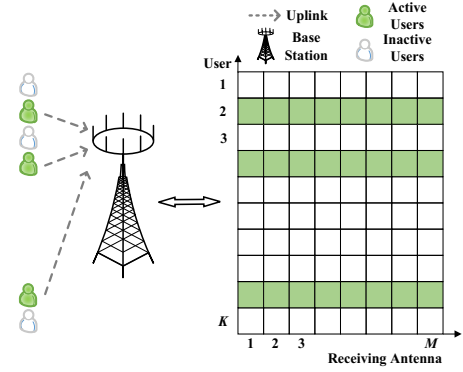 Uplink
Active
Users
Base
Station
Inactive
Users
User
1
2
3
K
1 2 3 M
Receiving Antenna